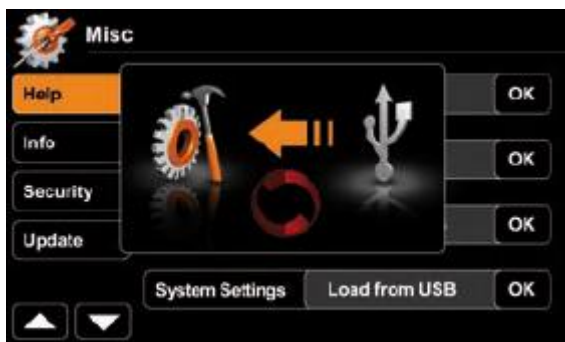 Misc
Help OK
Info OK
Security
Update OK
System Settings Load from USB OK